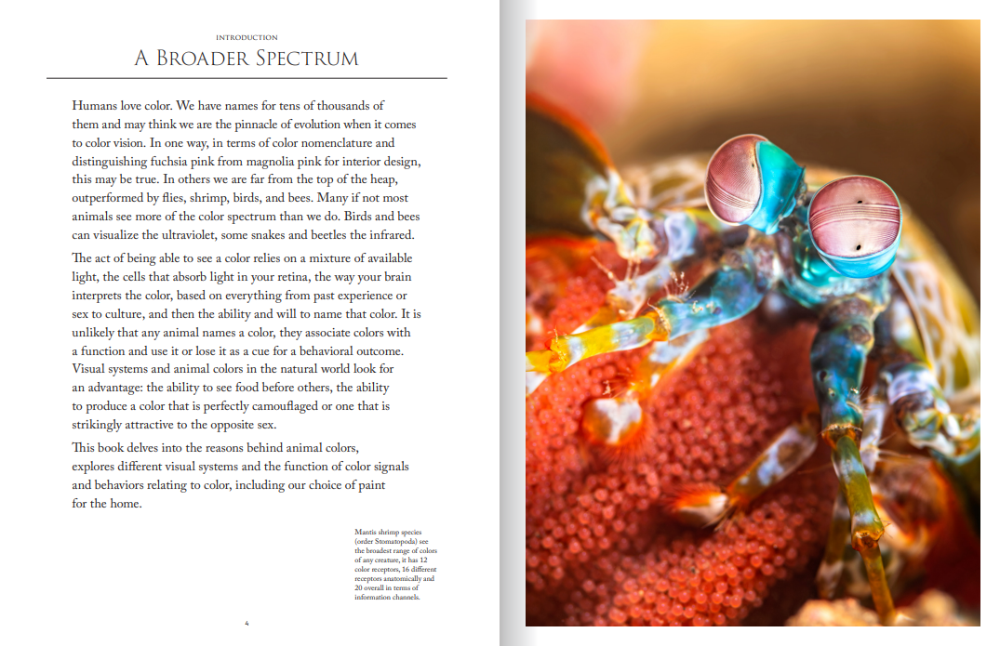 INTRODUCTION
A Broader Spectrum
Humans love color. We have names for tens of thousands of
them and may think we are the pinnacle of evolution when it comes
to color vision. In one way, in terms of color nomenclature and
distinguishing fuchsia pink from magnolia pink for interior design,
this may be true. In others we are far from the top of the heap,
outperformed by flies, shrimp, birds, and bees. Many if not most
animals see more of the color spectrum than we do. Birds and bees
can visualize the ultraviolet, some snakes and beetles the infrared.
The act of being able to see a color relies on a mixture of available
light, the cells that absorb light in your retina, the way your brain
interprets the color, based on everything from past experience or
sex to culture, and then the ability and will to name that color. It is
unlikely that any animal names a color, they associate colors with
a function and use it or lose it as a cue for a behavioral outcome.
Visual systems and animal colors in the natural world look for
an advantage: the ability to see food before others, the ability
to produce a color that is perfectly camouflaged or one that is
strikingly attractive to the opposite sex.
This book delves into the reasons behind animal colors,
explores different visual systems and the function of color signals
and behaviors relating to color, including our choice of paint
for the home.
Mantis shrimp species
(order Stomatopoda) see
the broadest range of colors
of any creature, it has 12
color receptors, 16 different
receptors anatomically and
20 overall in terms of
information channels.
4